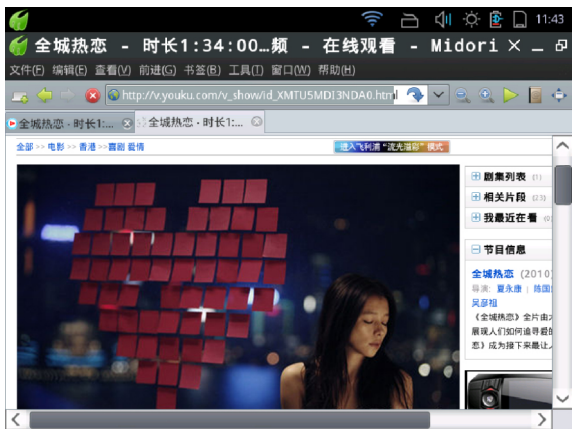 11:43
全城热恋 - 时长1:34:00…频 - 在线观看 - Midori
文件(F) 编辑(E) 查看(V) 前进(G) 书签(B) 工具(T) 窗口(W) 帮助(H)
http://v.youku.com/v_show/id_XMTU5MDI3NDA0.html
全城热恋 - 时长1:...
全城热恋 - 时长1:...
全部 >> 电影 >> 香港 >> 喜剧 爱情
进入飞利浦“流光溢彩”模式
剧集列表 (1)
相关片段 (23)
我最近在看
节目信息
全城热恋 (2010)
导演: 夏永康 | 陈国
吴彦祖
《全城热恋》全片由
展现人们如何追寻爱
恋》成为接下来最让